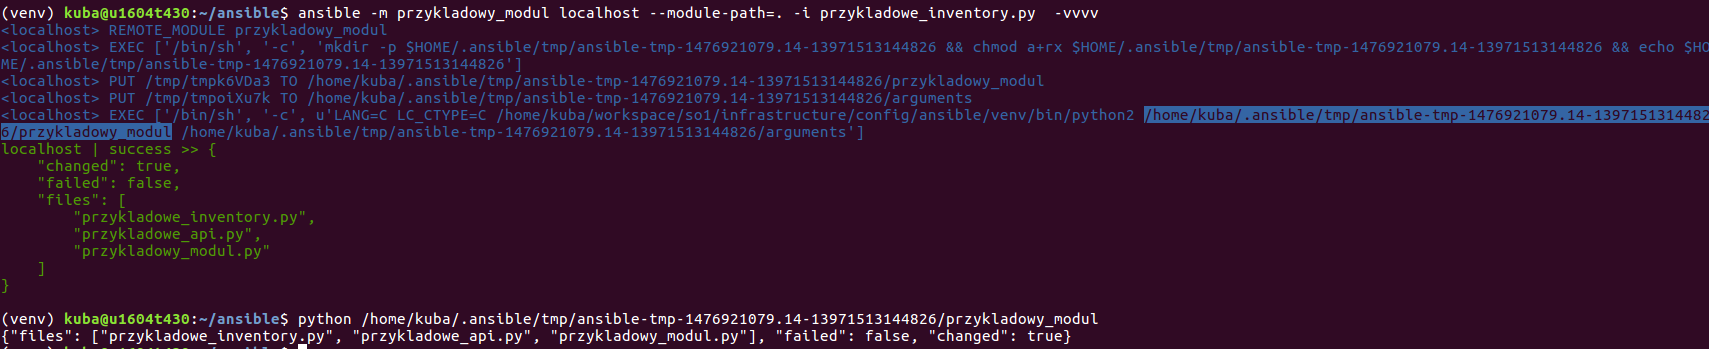 (venv) kuba@u1604t430:~/ansible$ ansible -m przykladowy_modul localhost --module-path=. -i przykladowe_inventory.py  -vvvv
<localhost> REMOTE_MODULE przykladowy_modul
<localhost> EXEC ['/bin/sh', '-c', 'mkdir -p $HOME/.ansible/tmp/ansible-tmp-1476921079.14-13971513144826 && chmod a+rx $HOME/.ansible/tmp/ansible-tmp-1476921079.14-13971513144826 && echo $HO
ME/.ansible/tmp/ansible-tmp-1476921079.14-13971513144826']
<localhost> PUT /tmp/tmpk6VDa3 TO /home/kuba/.ansible/tmp/ansible-tmp-1476921079.14-13971513144826/przykladowy_modul
<localhost> PUT /tmp/tmpoiXu7k TO /home/kuba/.ansible/tmp/ansible-tmp-1476921079.14-13971513144826/arguments
<localhost> EXEC ['/bin/sh', '-c', u'LANG=C LC_CTYPE=C /home/kuba/workspace/so1/infrastructure/config/ansible/venv/bin/python2 /home/kuba/.ansible/tmp/ansible-tmp-1476921079.14-1397151314482
6/przykladowy_modul /home/kuba/.ansible/tmp/ansible-tmp-1476921079.14-13971513144826/arguments']
localhost | success >> {
    "changed": true,
    "failed": false,
    "files": [
        "przykladowe_inventory.py",
        "przykladowe_api.py",
        "przykladowy_modul.py"
    ]
}
(venv) kuba@u1604t430:~/ansible$ python /home/kuba/.ansible/tmp/ansible-tmp-1476921079.14-13971513144826/przykladowy_modul
{"files": ["przykladowe_inventory.py", "przykladowe_api.py", "przykladowy_modul.py"], "failed": false, "changed": true}